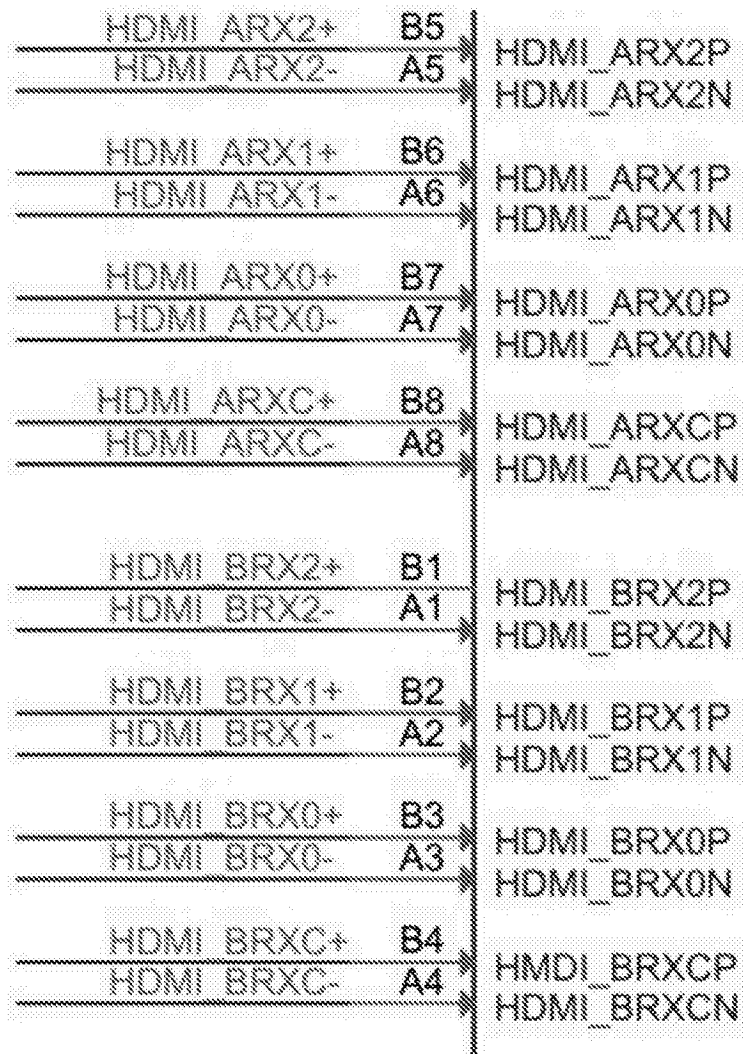 HDMI_ARX2+ B5
HDMI_ARX2P
HDMI_ARX2- A5
HDMI_ARX2N
HDMI_ARX1+ B6
HDMI_ARX1P
HDMI_ARX1- A6
HDMI_ARX1N
HDMI_ARX0+ B7
HDMI_ARX0P
HDMI_ARX0- A7
HDMI_ARX0N
HDMI_ARXC+ B8
HDMI_ARXCP
HDMI_ARXC- A8
HDMI_ARXCN
HDMI_BRX2+ B1
HDMI_BRX2P
HDMI_BRX2- A1
HDMI_BRX2N
HDMI_BRX1+ B2
HDMI_BRX1P
HDMI_BRX1- A2
HDMI_BRX1N
HDMI_BRX0+ B3
HDMI_BRX0P
HDMI_BRX0- A3
HDMI_BRX0N
HDMI_BRXC+ B4
HMDI_BRXCP
HDMI_BRXC- A4
HDMI_BRXCN